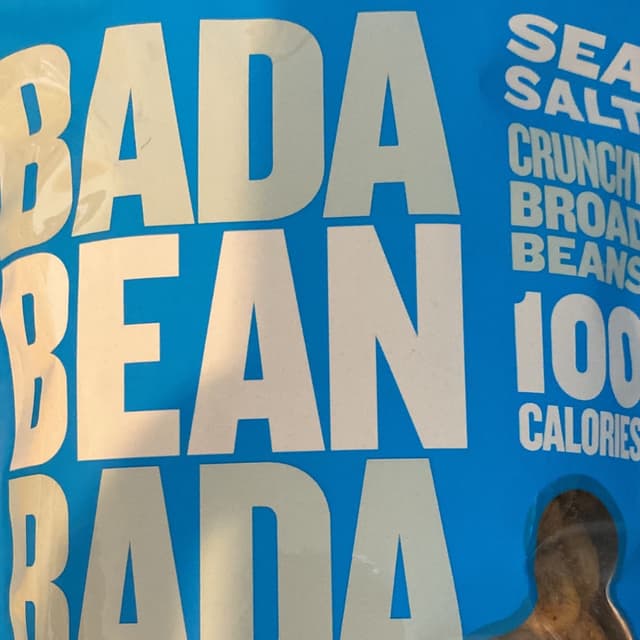 BADA
BEAN
BADA
SEA
SALT
CRUNCHY
BROAD
BEANS
100
CALORIES